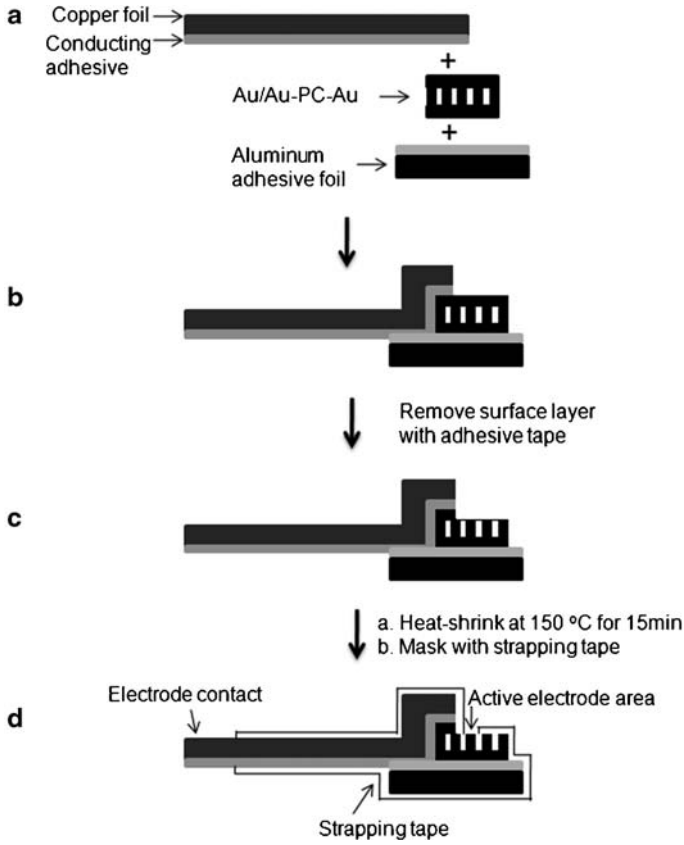 a
Copper foil
Conducting
adhesive
+
Au/Au-PC-Au
+
Aluminum
adhesive foil
b
Remove surface layer
with adhesive tape
c
a. Heat-shrink at 150 ºC for 15min
b. Mask with strapping tape
d
Electrode contact
Active electrode area
Strapping tape